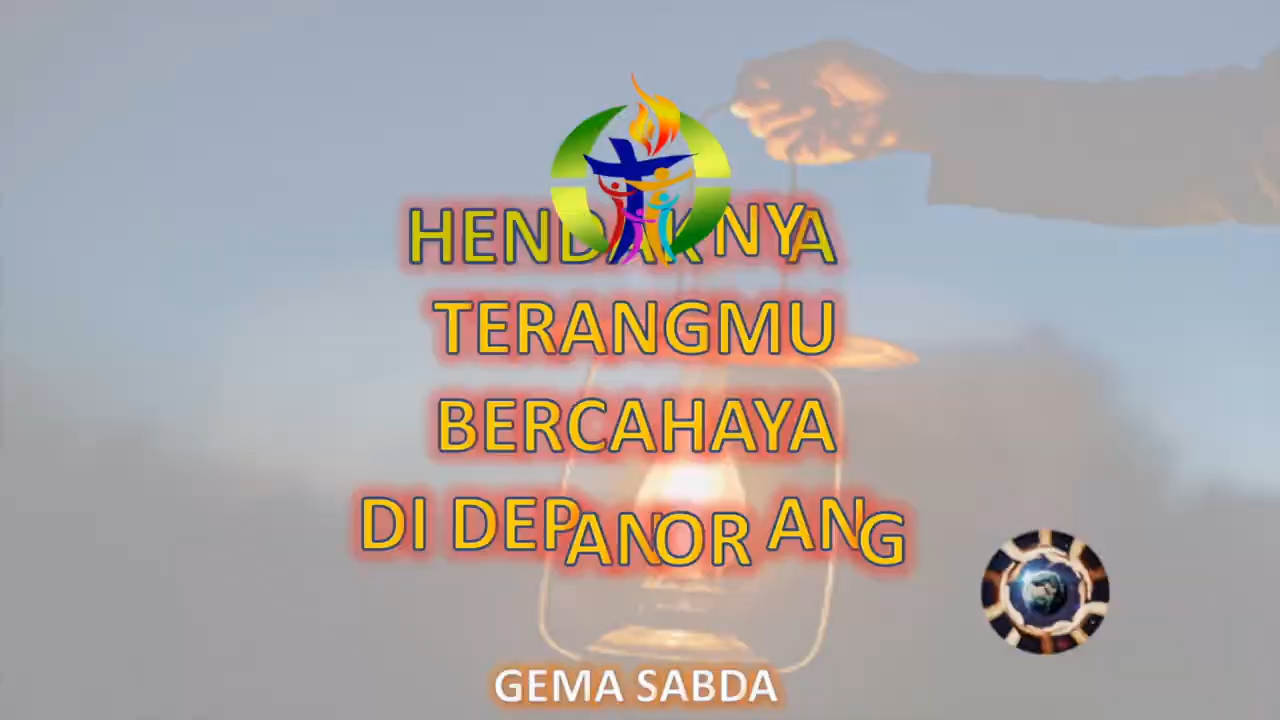 HENDAKNYA
TERANGMU
BERCAHAYA
DI DEPAN ORANG
GEMA SABDA